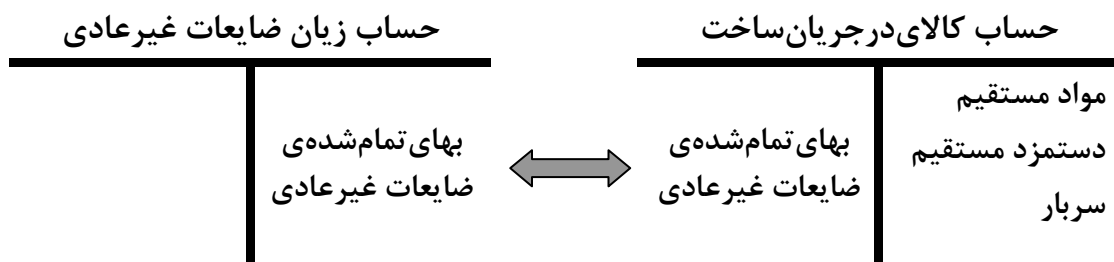 حساب کالای‌درجریان‌ساخت
مواد مستقیم
دستمزد مستقیم
سربار
بهای‌تمام‌شده‌ی
ضایعات غیرعادی
حساب زیان ضایعات غیرعادی
بهای‌تمام‌شده‌ی
ضایعات غیرعادی